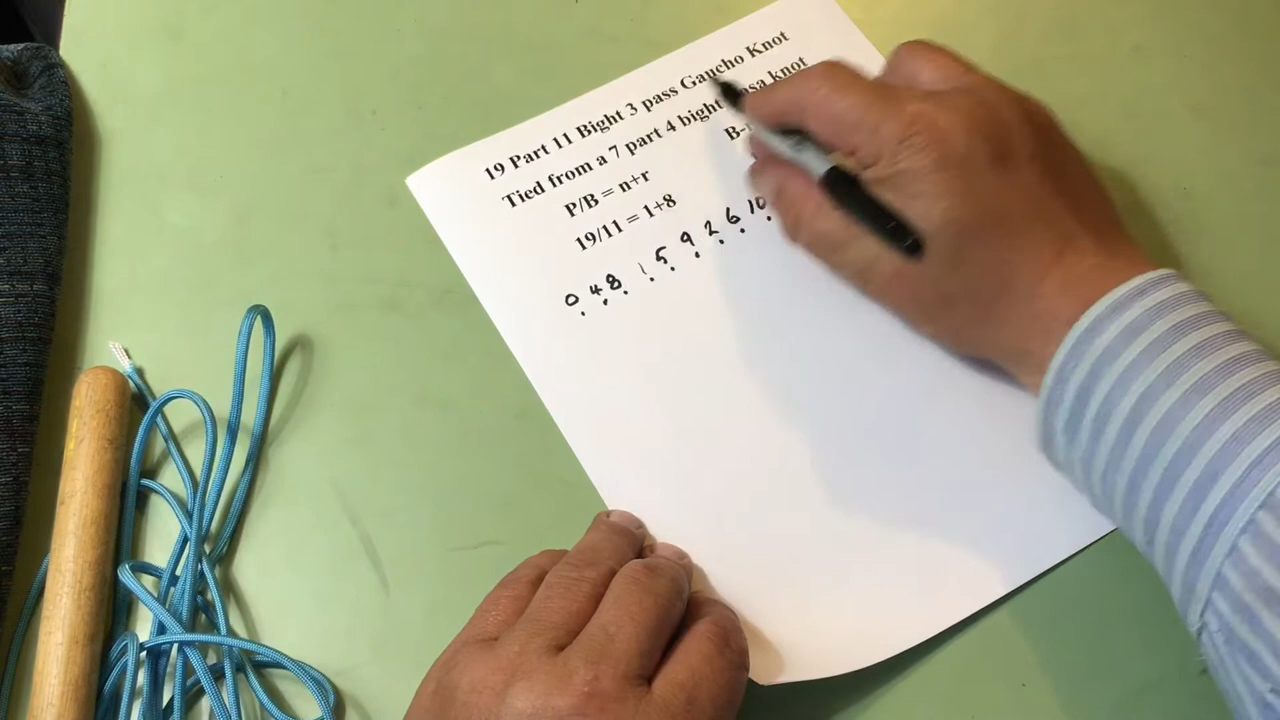 19 Part 11 Bight 3 pass Gaucho Knot
Tied from a 7 part 4 bight knot
P/B = n+r
19/11 = 1+8
0 4 8 1 5 9 2 6 10